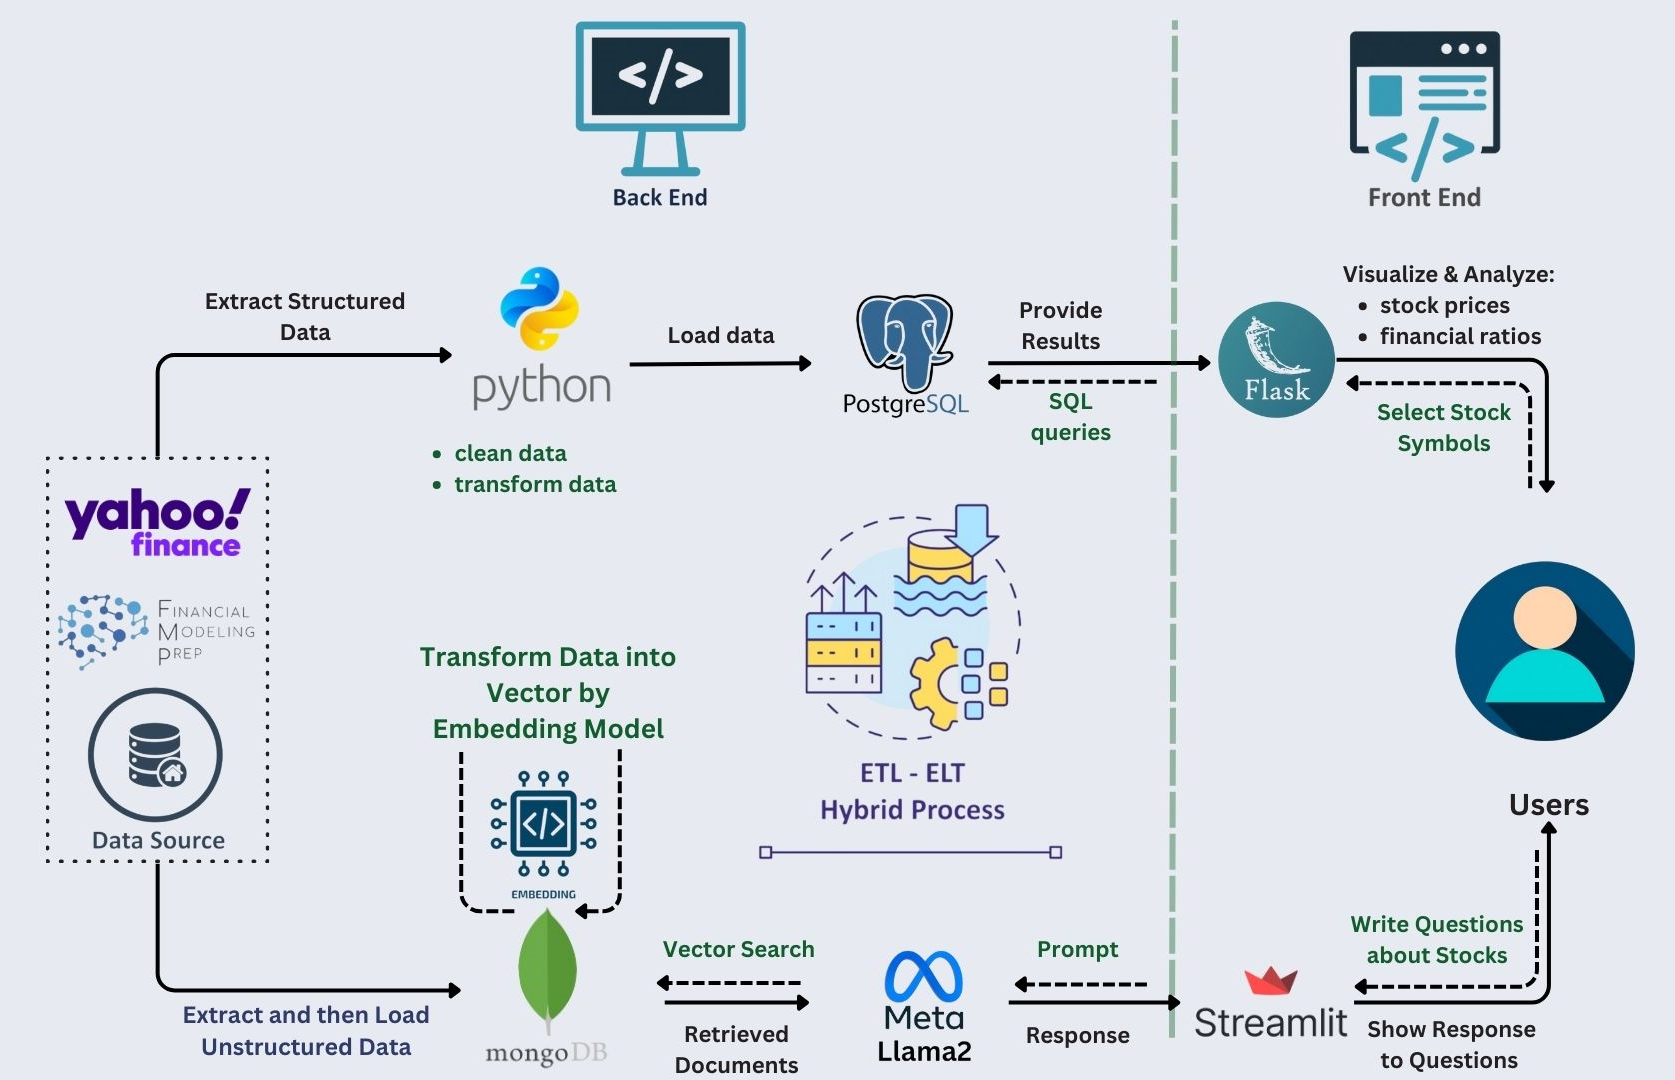 </>
Back End
Front End
</>
Extract Structured
Data
python
• clean data
• transform data
Load data
PostgreSQL
Provide
Results
SQL
queries
Flask
Visualize & Analyze:
• stock prices
• financial ratios
Select Stock
Symbols
yahoo!
finance
FINANCIAL
MODELING
PREP
Data Source
Transform Data into
Vector by
Embedding Model
</>
EMBEDDING
ETL - ELT
Hybrid Process
Users
Extract and then Load
Unstructured Data
mongoDB
Vector Search
Retrieved
Documents
Meta
Llama2
Prompt
Response
Streamlit
Write Questions
about Stocks
Show Response
to Questions